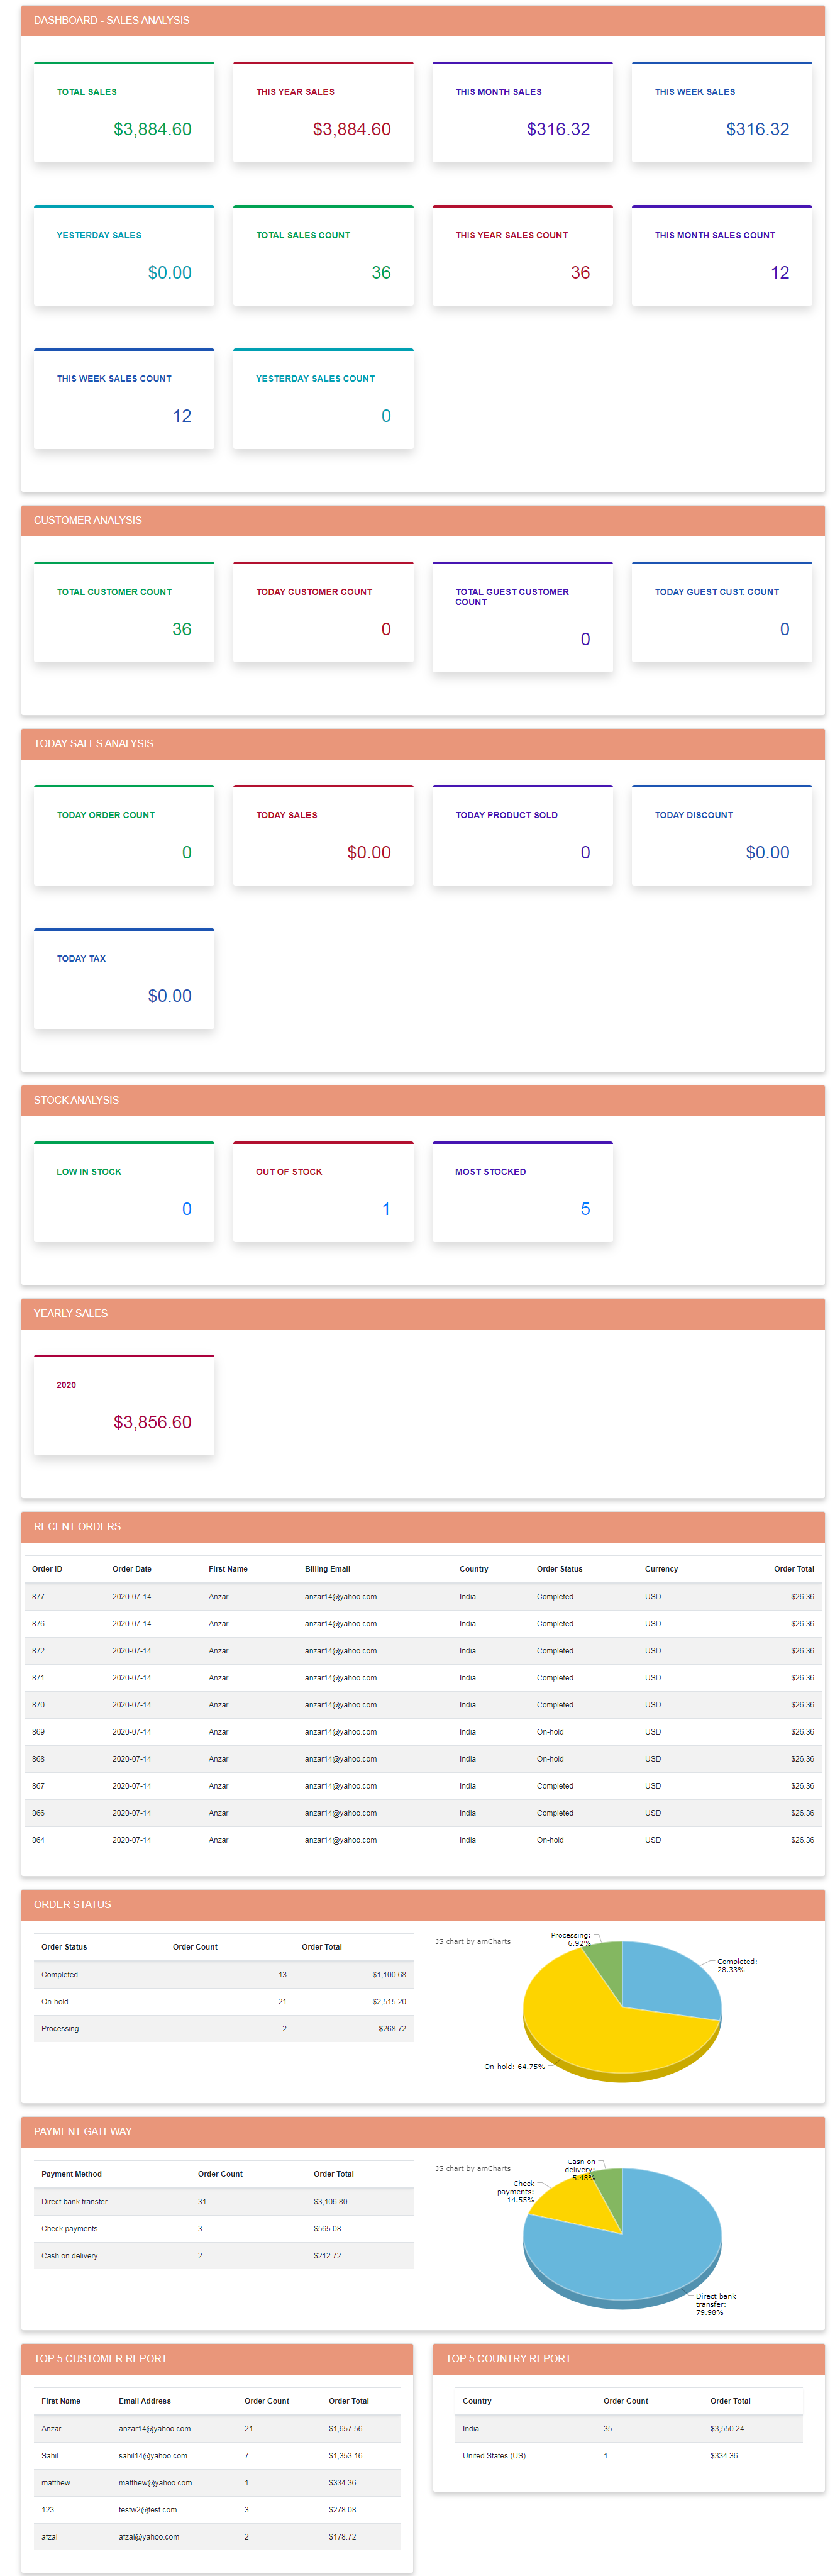 DASHBOARD - SALES ANALYSIS
TOTAL SALES
$3,884.60
THIS YEAR SALES
$3,884.60
THIS MONTH SALES
$316.32
THIS WEEK SALES
$316.32
YESTERDAY SALES
$0.00
TOTAL SALES COUNT
36
THIS YEAR SALES COUNT
36
THIS MONTH SALES COUNT
12
THIS WEEK SALES COUNT
12
YESTERDAY SALES COUNT
0
CUSTOMER ANALYSIS
TOTAL CUSTOMER COUNT
36
TODAY CUSTOMER COUNT
0
TOTAL GUEST CUSTOMER
COUNT
0
TODAY GUEST CUST. COUNT
0
TODAY SALES ANALYSIS
TODAY ORDER COUNT
0
TODAY SALES
$0.00
TODAY PRODUCT SOLD
0
TODAY DISCOUNT
$0.00
TODAY TAX
$0.00
STOCK ANALYSIS
LOW IN STOCK
0
OUT OF STOCK
1
MOST STOCKED
5
YEARLY SALES
2020
$3,856.60
RECENT ORDERS
Order ID Order Date First Name Billing Email Country Order Status Currency Order Total
877 2020-07-14 Anzar anzar14@yahoo.com India Completed USD $26.36
876 2020-07-14 Anzar anzar14@yahoo.com India Completed USD $26.36
872 2020-07-14 Anzar anzar14@yahoo.com India Completed USD $26.36
871 2020-07-14 Anzar anzar14@yahoo.com India Completed USD $26.36
870 2020-07-14 Anzar anzar14@yahoo.com India Completed USD $26.36
869 2020-07-14 Anzar anzar14@yahoo.com India On-hold USD $26.36
868 2020-07-14 Anzar anzar14@yahoo.com India On-hold USD $26.36
867 2020-07-14 Anzar anzar14@yahoo.com India Completed USD $26.36
866 2020-07-14 Anzar anzar14@yahoo.com India Completed USD $26.36
864 2020-07-14 Anzar anzar14@yahoo.com India On-hold USD $26.36
ORDER STATUS
Order Status Order Count Order Total
Completed 13 $1,100.68
On-hold 21 $2,515.20
Processing 2 $268.72
JS chart by amCharts
Processing:
6.92%
Completed:
28.33%
On-hold: 64.75%
PAYMENT GATEWAY
Payment Method Order Count Order Total
Direct bank transfer 31 $3,106.80
Check payments 3 $565.08
Cash on delivery 2 $212.72
JS chart by amCharts
Cash on
delivery:
5.48%
Check
payments:
14.55%
Direct bank
transfer:
79.98%
TOP 5 CUSTOMER REPORT
First Name Email Address Order Count Order Total
Anzar anzar14@yahoo.com 21 $1,657.56
Sahil sahil14@yahoo.com 7 $1,353.16
matthew matthew@yahoo.com 1 $334.36
123 testw2@test.com 3 $278.08
afzal afzal@yahoo.com 2 $178.72
TOP 5 COUNTRY REPORT
Country Order Count Order Total
India 35 $3,550.24
United States (US) 1 $334.36